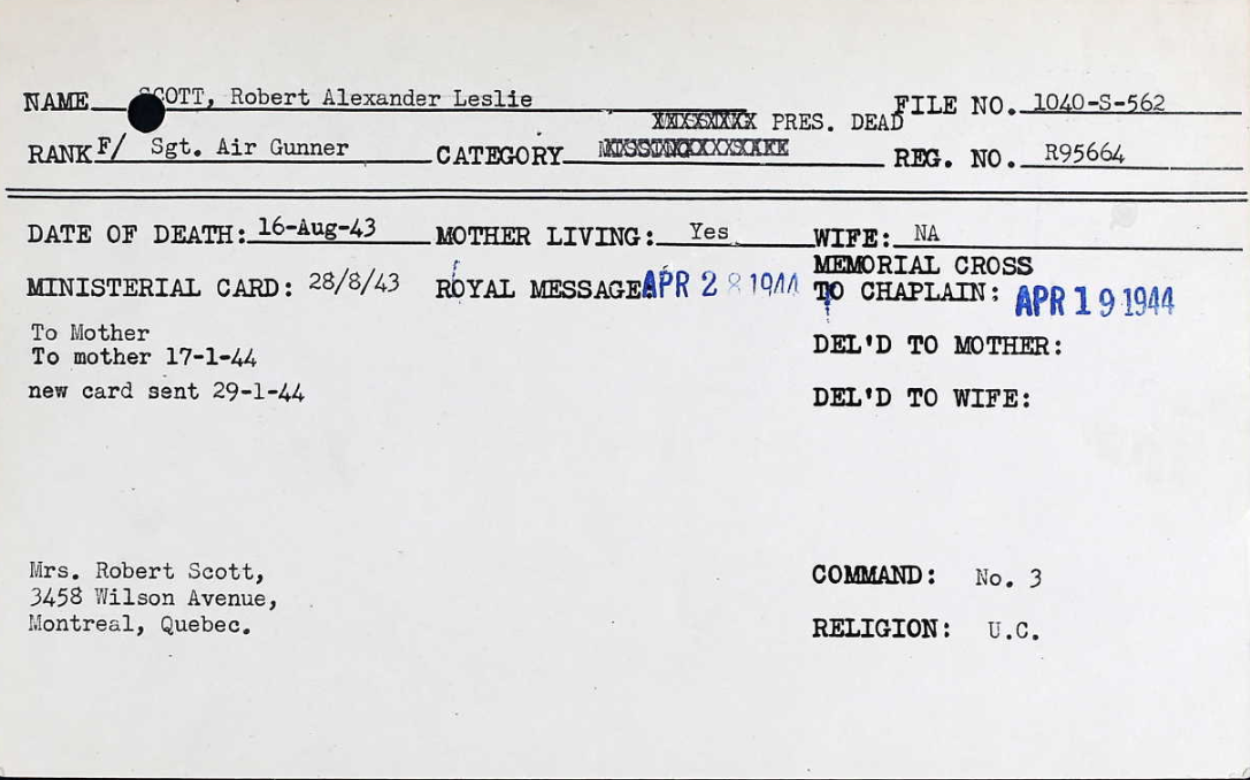 NAME SCOTT, Robert Alexander Leslie FILE NO. 1040-S-562
PRES. DEAD
RANK F/ Sgt. Air Gunner CATEGORY REG. NO. R95664
DATE OF DEATH: 16-Aug-43 MOTHER LIVING: Yes WIFE: NA
MINISTERIAL CARD: 28/8/43 ROYAL MESSAGE APR 28 1944 MEMORIAL CROSS
TO CHAPLAIN: APR 19 1944
To Mother
To mother 17-1-44 DEL'D TO MOTHER:
new card sent 29-1-44 DEL'D TO WIFE:
Mrs. Robert Scott, COMMAND: No. 3
3458 Wilson Avenue,
Montreal, Quebec. RELIGION: U.C.